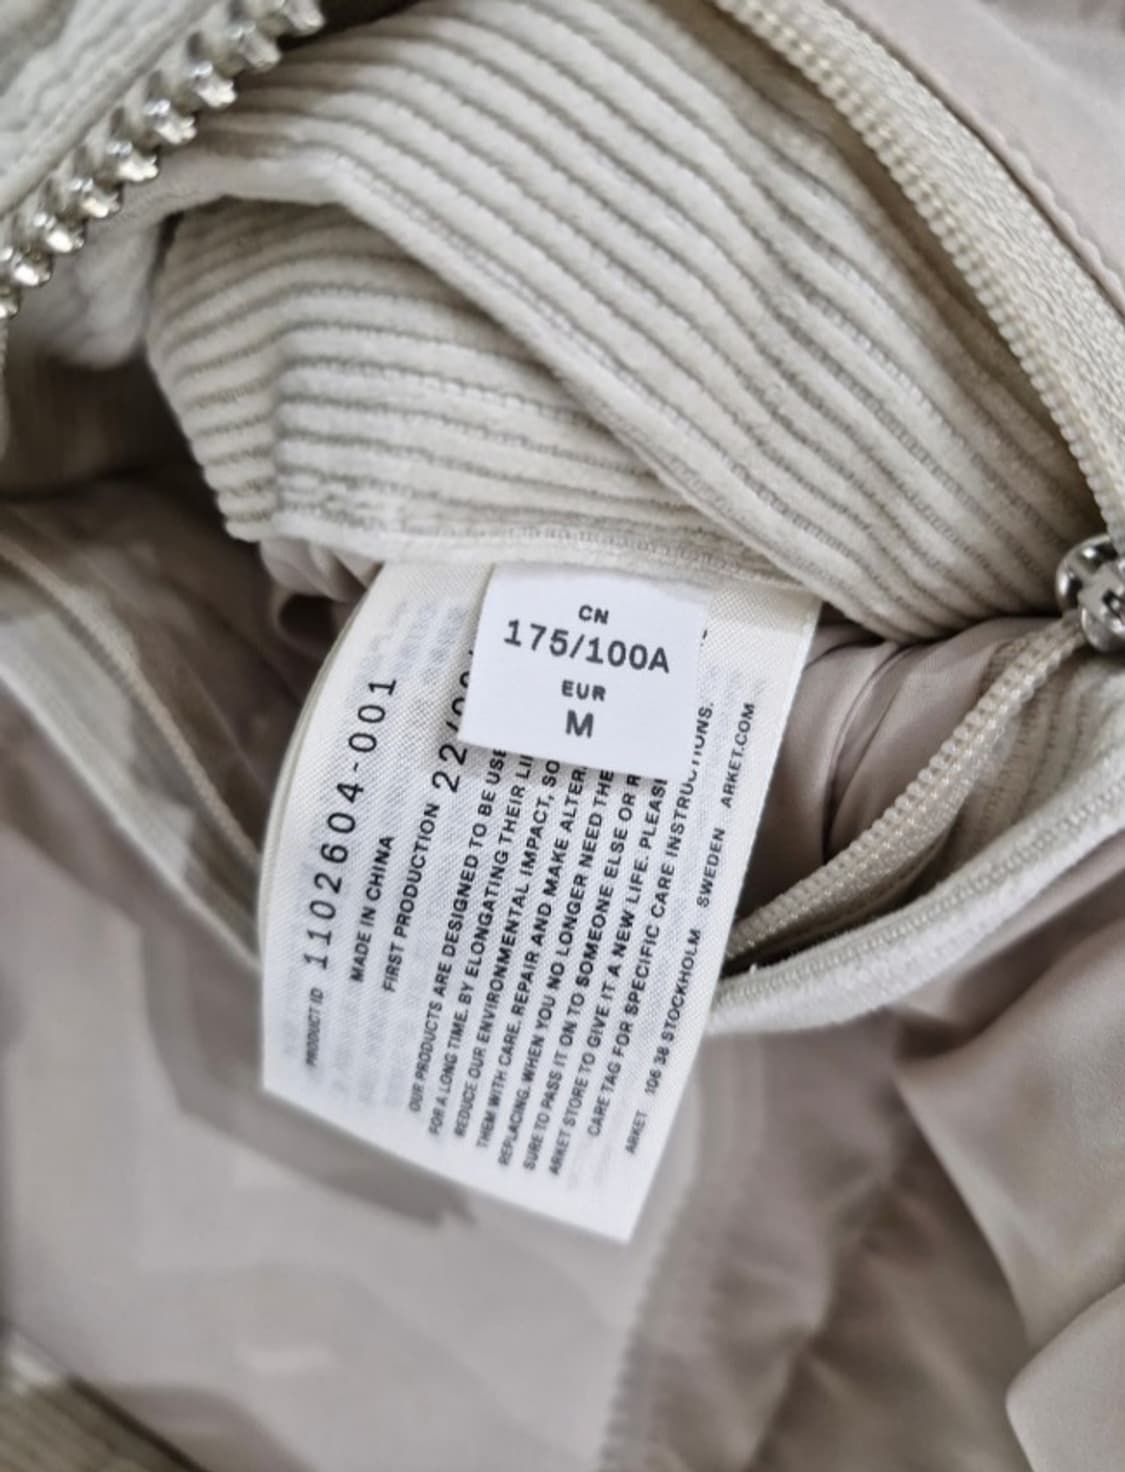 CN
175/100A
EUR
M
PRODUCT ID 1102604-001
MADE IN CHINA
FIRST PRODUCTION 22/
OUR PRODUCTS ARE DESIGNED TO BE USE
FOR A LONG TIME. BY ELONGATING THEIR LI
REDUCE OUR ENVIRONMENTAL IMPACT, SO
THEM WITH CARE. REPAIR AND MAKE ALTER
REPLACING. WHEN YOU NO LONGER NEED THE
SURE TO PASS IT ON TO SOMEONE ELSE OR R
ARKET STORE TO GIVE IT A NEW LIFE. PLEAS
CARE TAG FOR SPECIFIC CARE INSTRUCTIONS.
ARKET 106 38 STOCKHOLM SWEDEN ARKET.COM